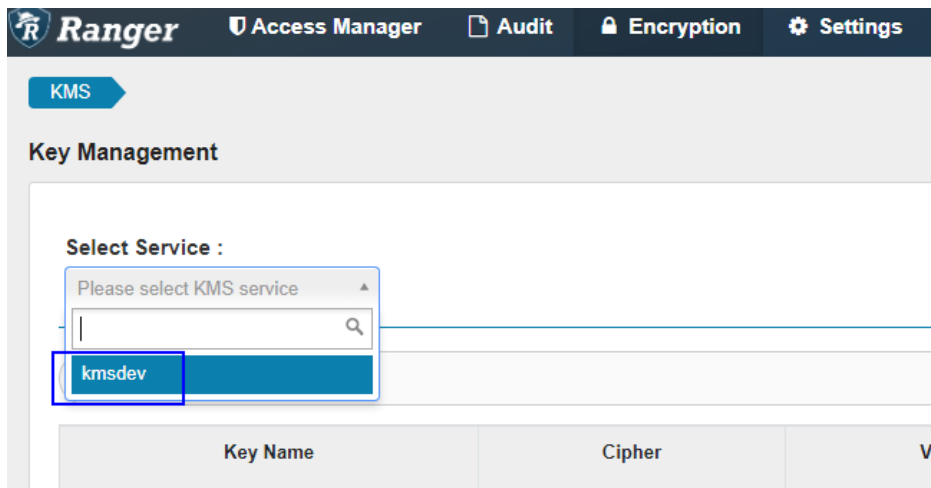 Ranger Access Manager Audit Encryption Settings
KMS
Key Management
Select Service :
Please select KMS service
kmsdev
Key Name Cipher